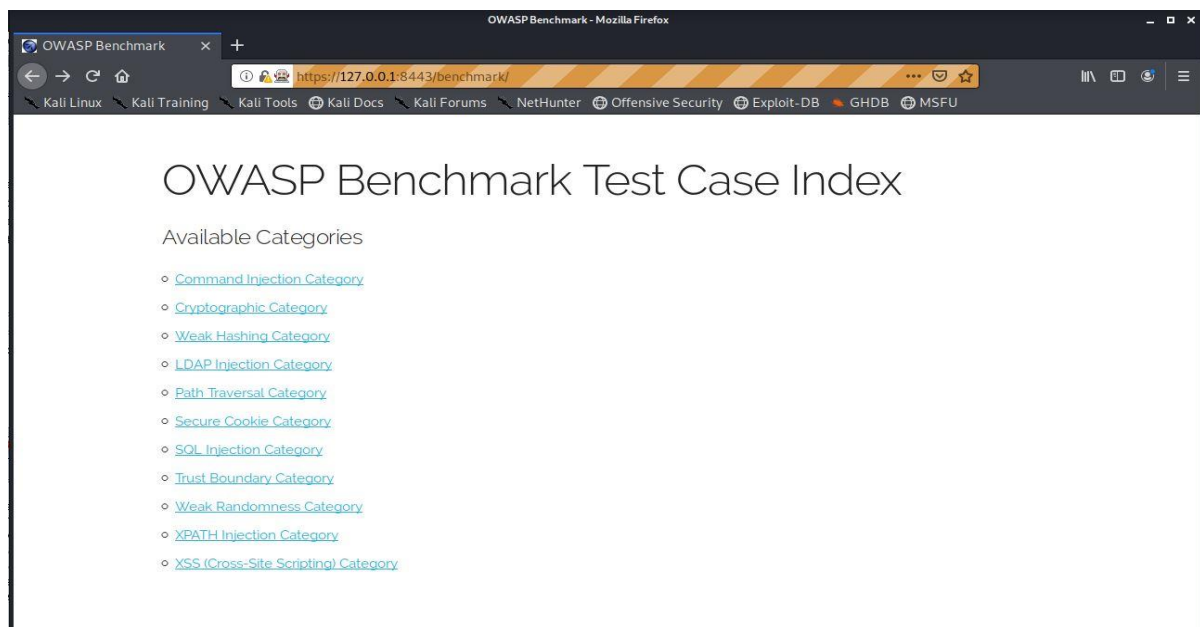 OWASP Benchmark - Mozilla Firefox
OWASP Benchmark
https://127.0.0.1:8443/benchmark/
Kali Linux Kali Training Kali Tools Kali Docs Kali Forums NetHunter Offensive Security Exploit-DB GHDB MSFU
OWASP Benchmark Test Case Index
Available Categories
Command Injection Category
Cryptographic Category
Weak Hashing Category
LDAP Injection Category
Path Traversal Category
Secure Cookie Category
SQL Injection Category
Trust Boundary Category
Weak Randomness Category
XPATH Injection Category
XSS (Cross-Site Scripting) Category